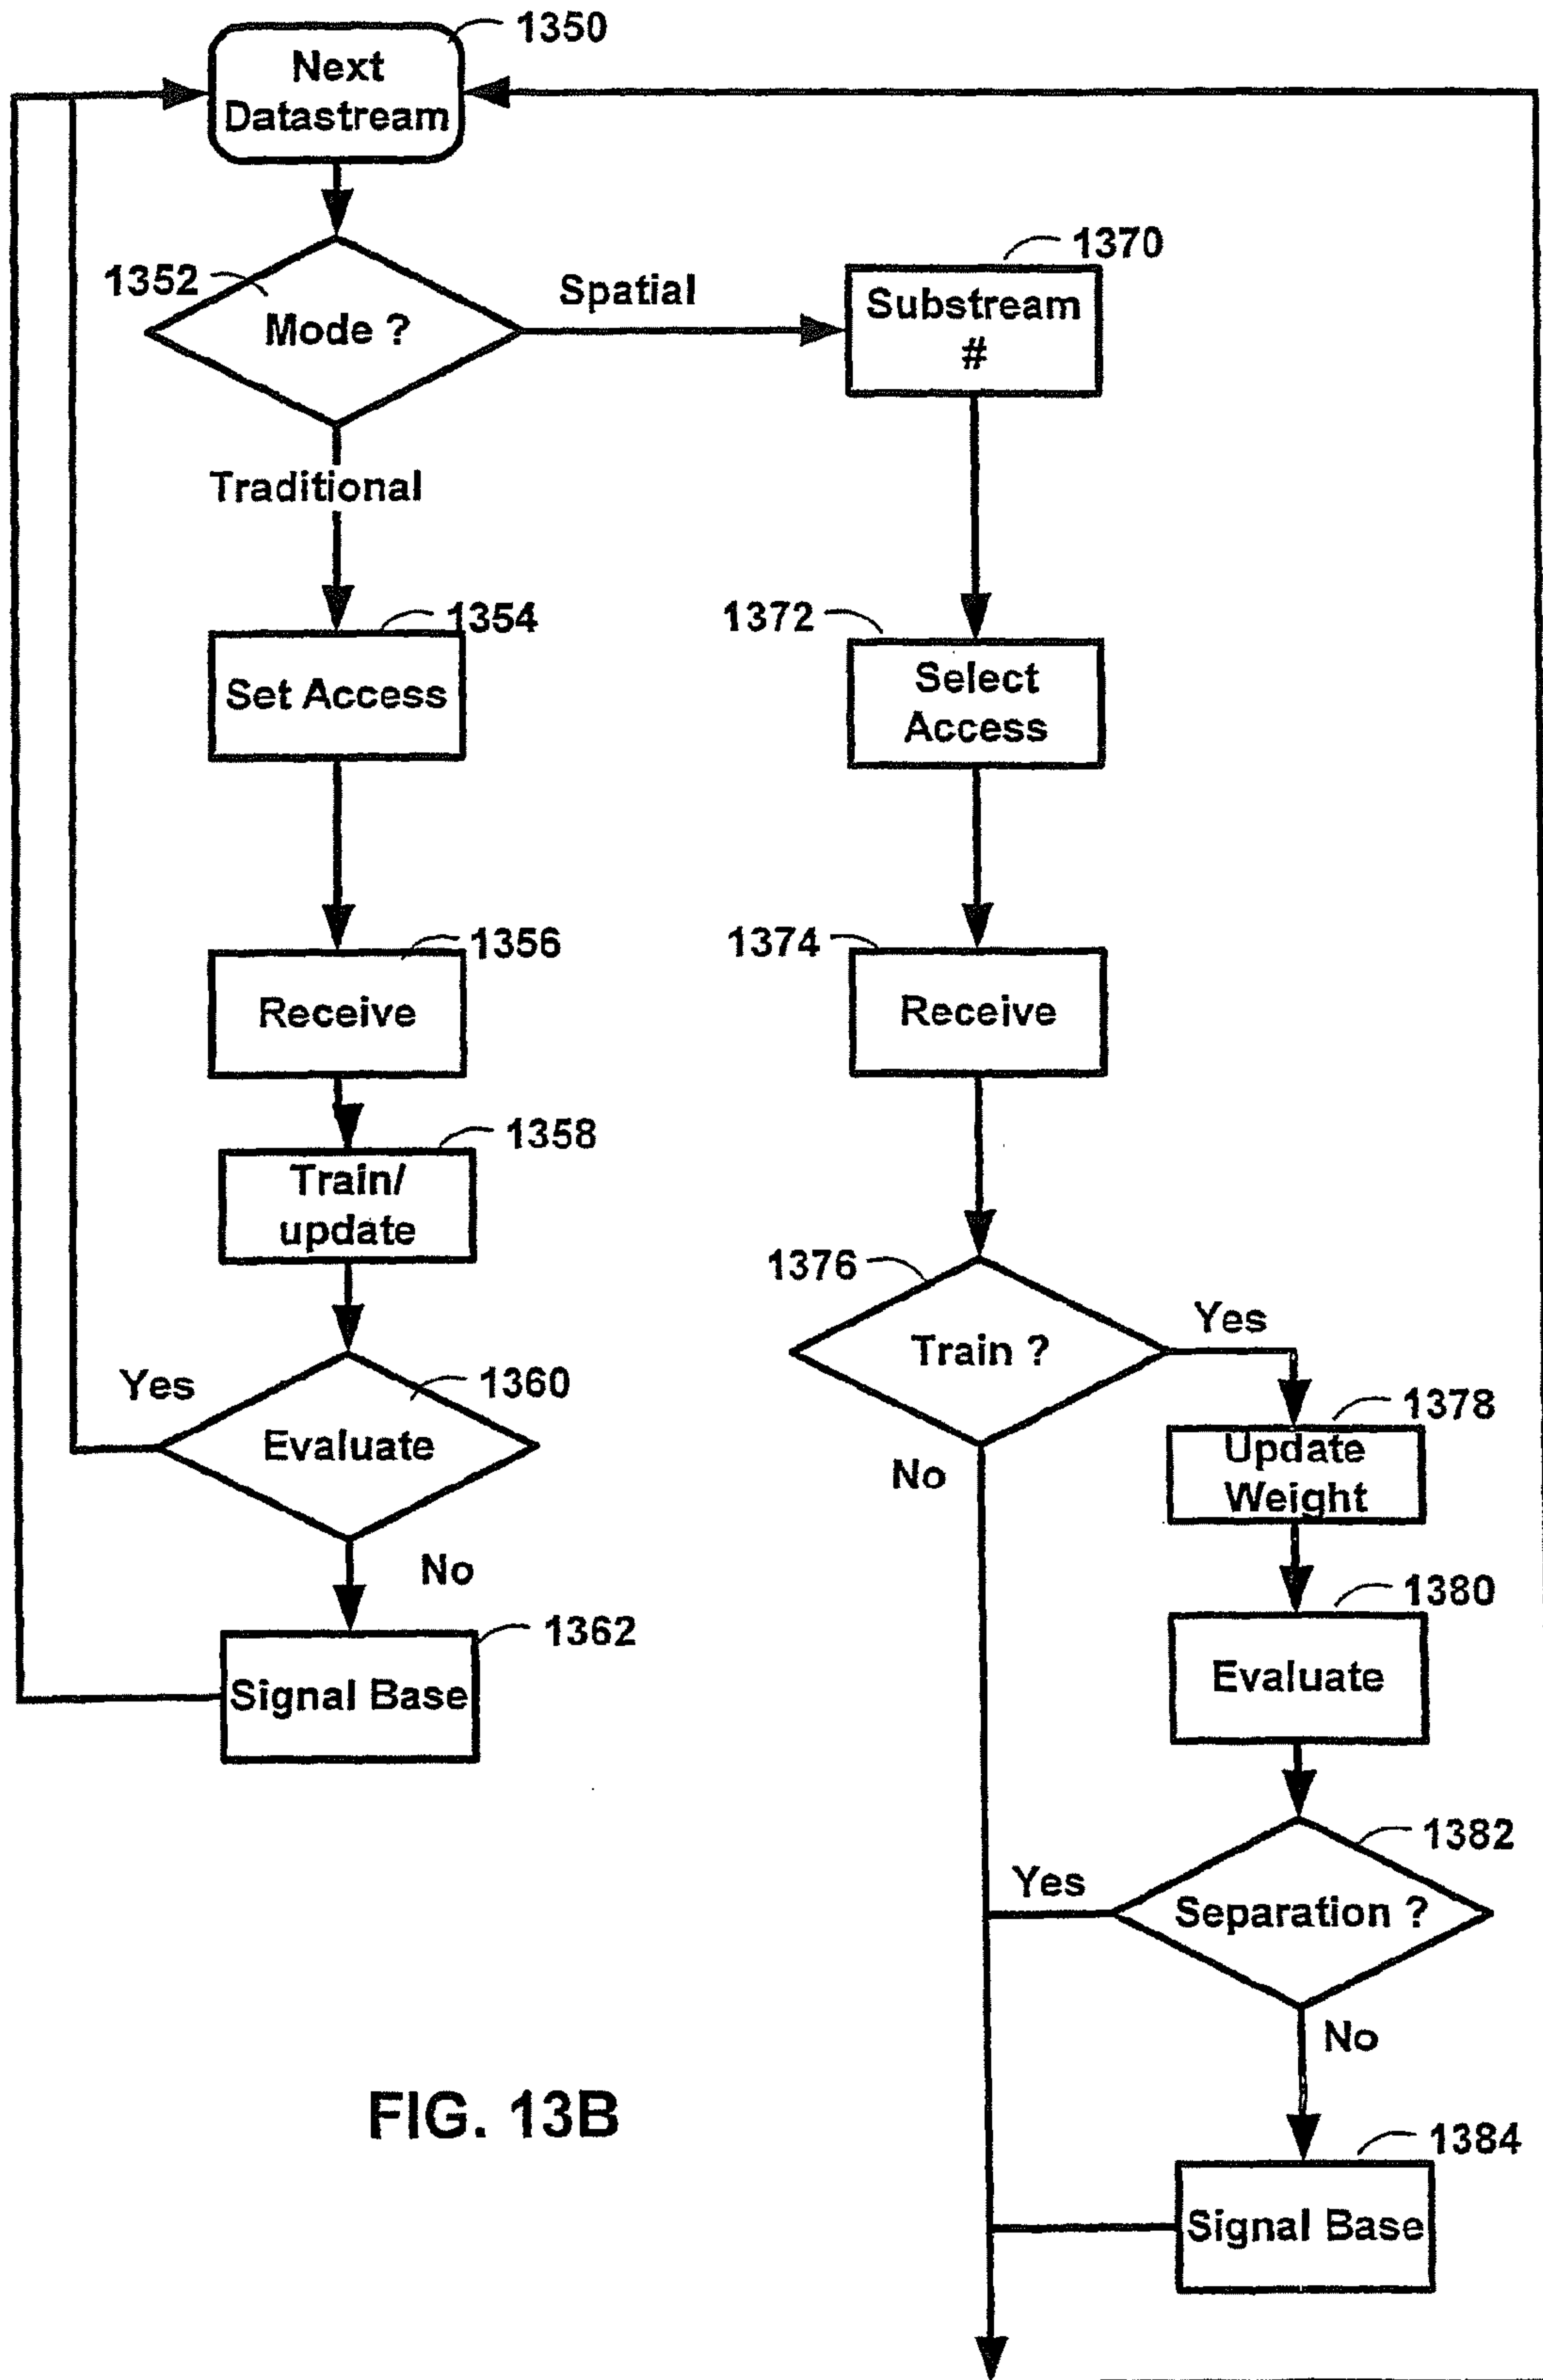 1350
Next
Datastream
1352
Mode ?
Spatial
1370
Substream
#
Traditional
1354
Set Access
1372
Select
Access
1356
Receive
1374
Receive
1358
Train/
update
1376
Train ?
Yes
No
1360
Evaluate
Yes
No
1378
Update
Weight
1380
Evaluate
1362
Signal Base
1382
Separation ?
Yes
No
1384
Signal Base
FIG. 13B